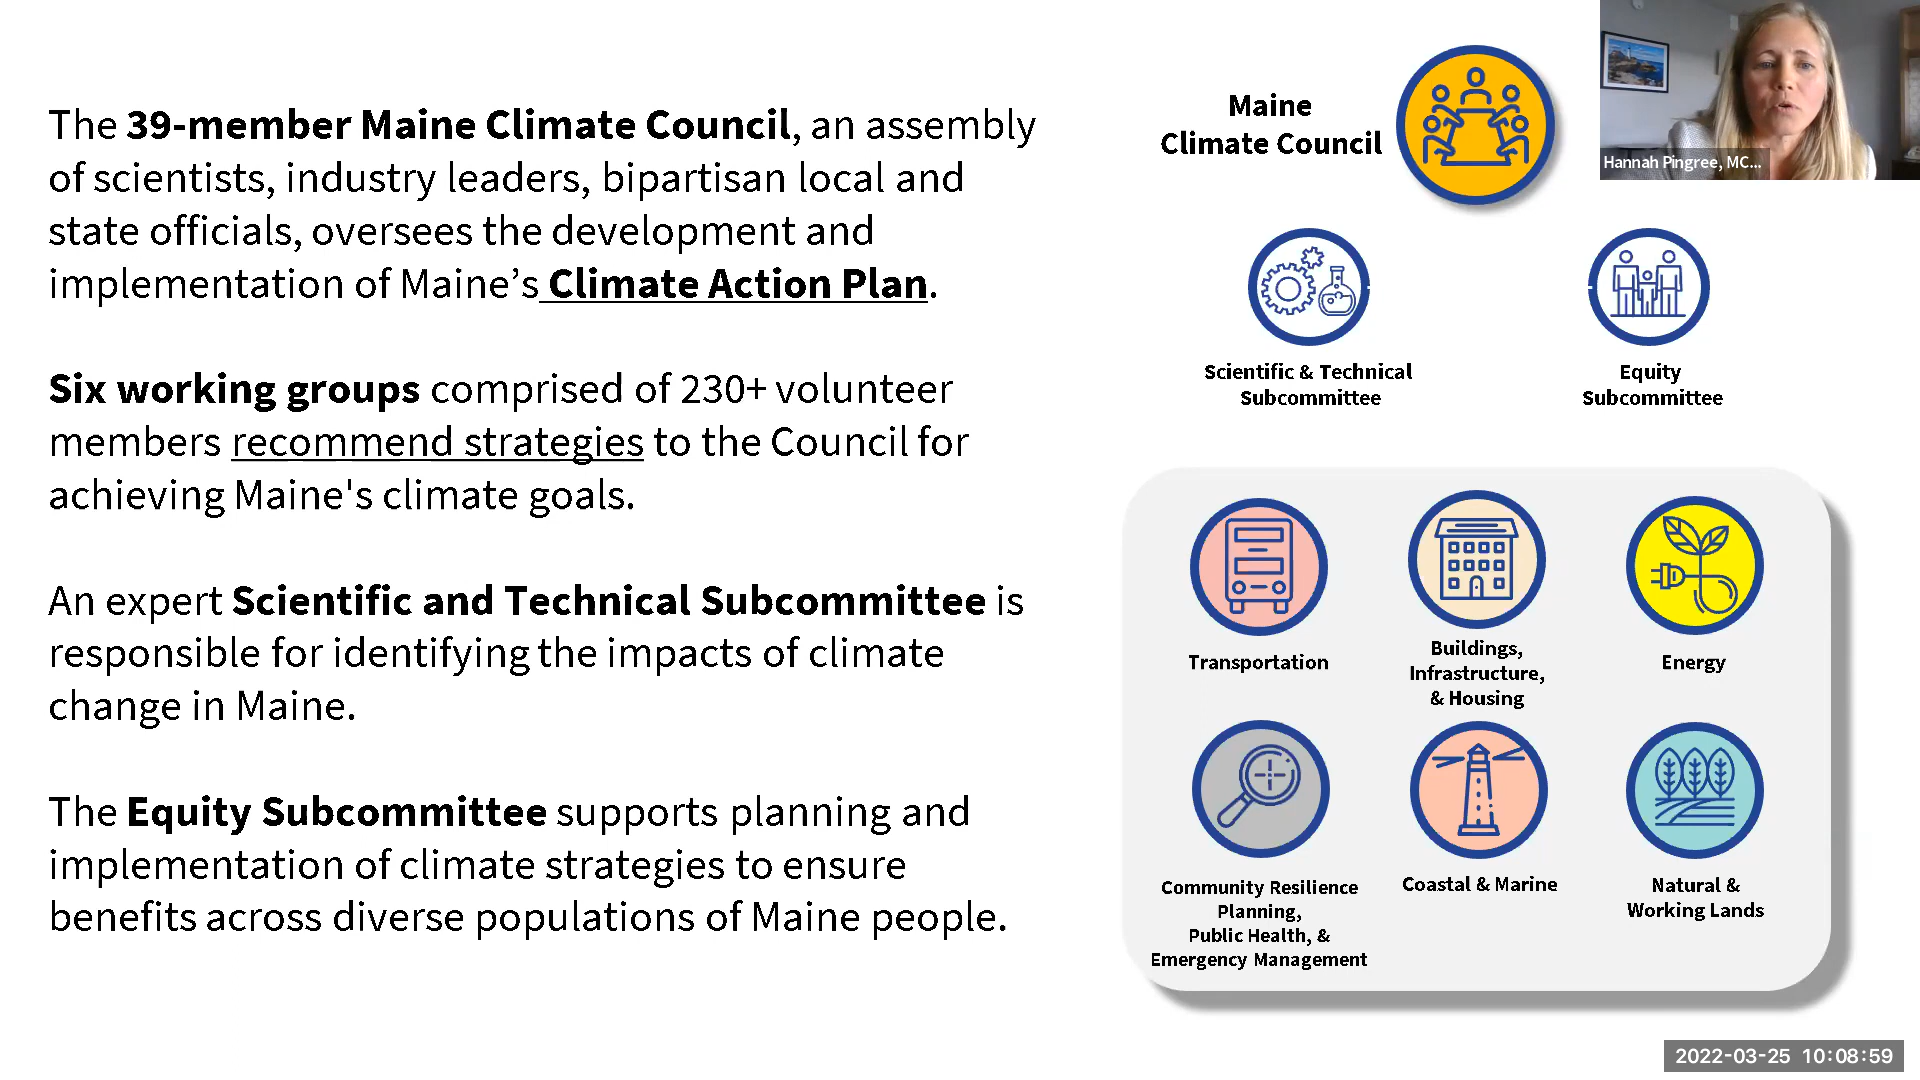 The 39-member Maine Climate Council, an assembly
of scientists, industry leaders, bipartisan local and
state officials, oversees the development and
implementation of Maine’s Climate Action Plan.
Six working groups comprised of 230+ volunteer
members recommend strategies to the Council for
achieving Maine's climate goals.
An expert Scientific and Technical Subcommittee is
responsible for identifying the impacts of climate
change in Maine.
The Equity Subcommittee supports planning and
implementation of climate strategies to ensure
benefits across diverse populations of Maine people.
Maine
Climate Council
Hannah Pingree, MC...
Scientific & Technical
Subcommittee
Equity
Subcommittee
Transportation
Buildings,
Infrastructure,
& Housing
Energy
Community Resilience
Planning,
Public Health, &
Emergency Management
Coastal & Marine
Natural &
Working Lands
2022-03-25 10:08:59